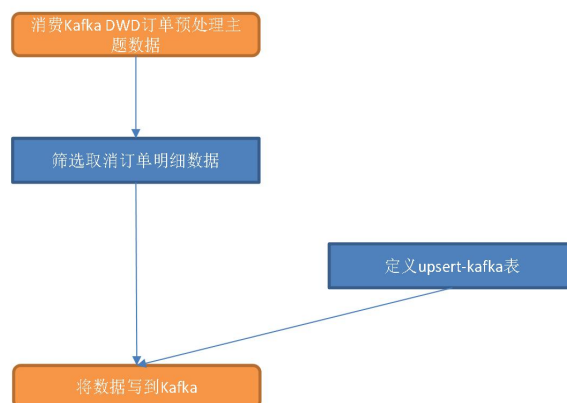 消费Kafka DWD订单预处理主
题数据
筛选取消订单明细数据
定义upsert-kafka表
将数据写到Kafka